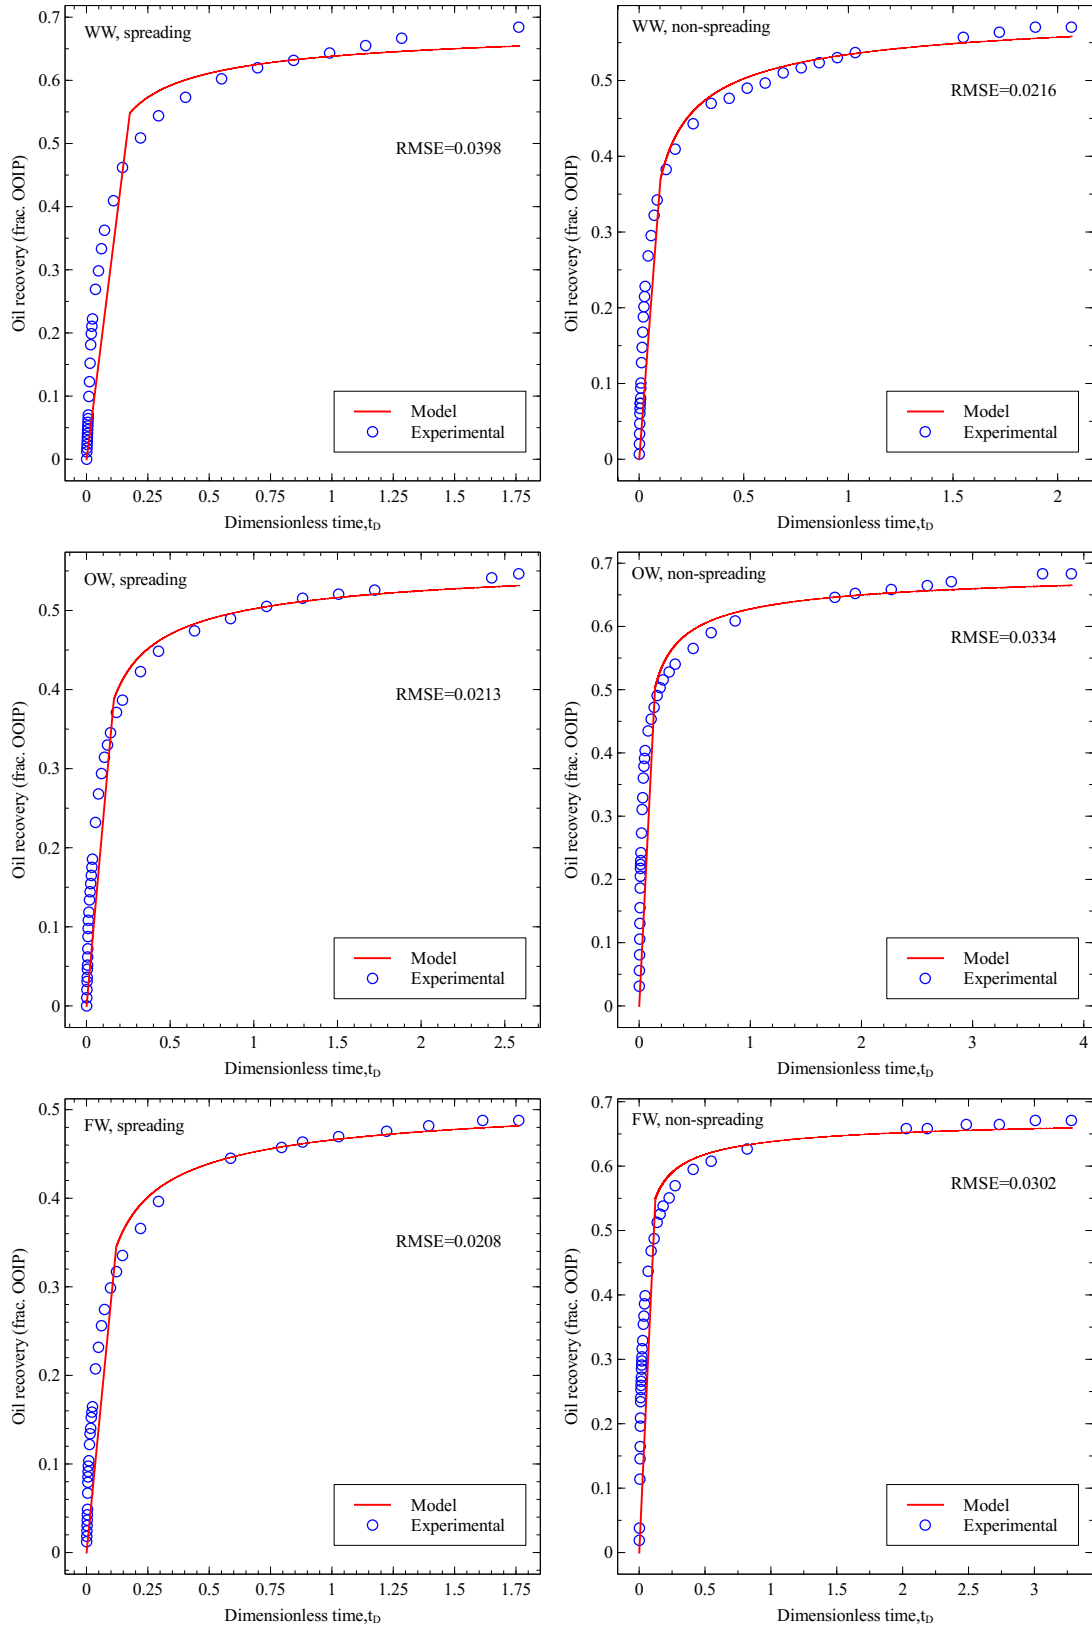 WW, spreading
RMSE=0.0398
Model
Experimental
0
0.1
0.2
0.3
0.4
0.5
0.6
0.7
0 0.25 0.5 0.75 1 1.25 1.5 1.75
Oil recovery (frac. OOIP)
Dimensionless time,tD
WW, non-spreading
RMSE=0.0216
Model
Experimental
0
0.1
0.2
0.3
0.4
0.5
0 0.5 1 1.5 2
Oil recovery (frac. OOIP)
Dimensionless time,tD
OW, spreading
RMSE=0.0213
Model
Experimental
0
0.1
0.2
0.3
0.4
0.5
0 0.5 1 1.5 2 2.5
Oil recovery (frac. OOIP)
Dimensionless time,tD
OW, non-spreading
RMSE=0.0334
Model
Experimental
0
0.1
0.2
0.3
0.4
0.5
0.6
0.7
0 1 2 3 4
Oil recovery (frac. OOIP)
Dimensionless time,tD
FW, spreading
RMSE=0.0208
Model
Experimental
0
0.1
0.2
0.3
0.4
0.5
0 0.25 0.5 0.75 1 1.25 1.5 1.75
Oil recovery (frac. OOIP)
Dimensionless time,tD
FW, non-spreading
RMSE=0.0302
Model
Experimental
0
0.1
0.2
0.3
0.4
0.5
0.6
0.7
0 0.5 1 1.5 2 2.5 3
Oil recovery (frac. OOIP)
Dimensionless time,tD